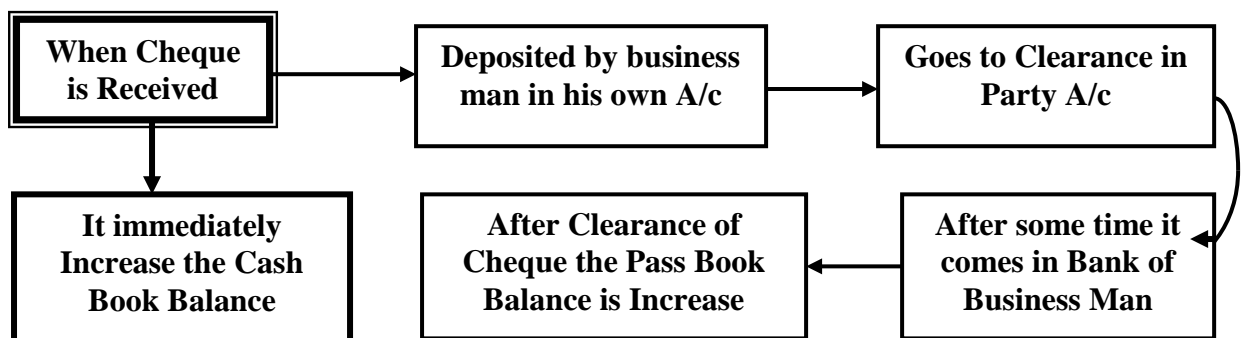 When Cheque
is Received
Deposited by business
man in his own A/c
Goes to Clearance in
Party A/c
It immediately
Increase the Cash
Book Balance
After Clearance of
Cheque the Pass Book
Balance is Increase
After some time it
comes in Bank of
Business Man